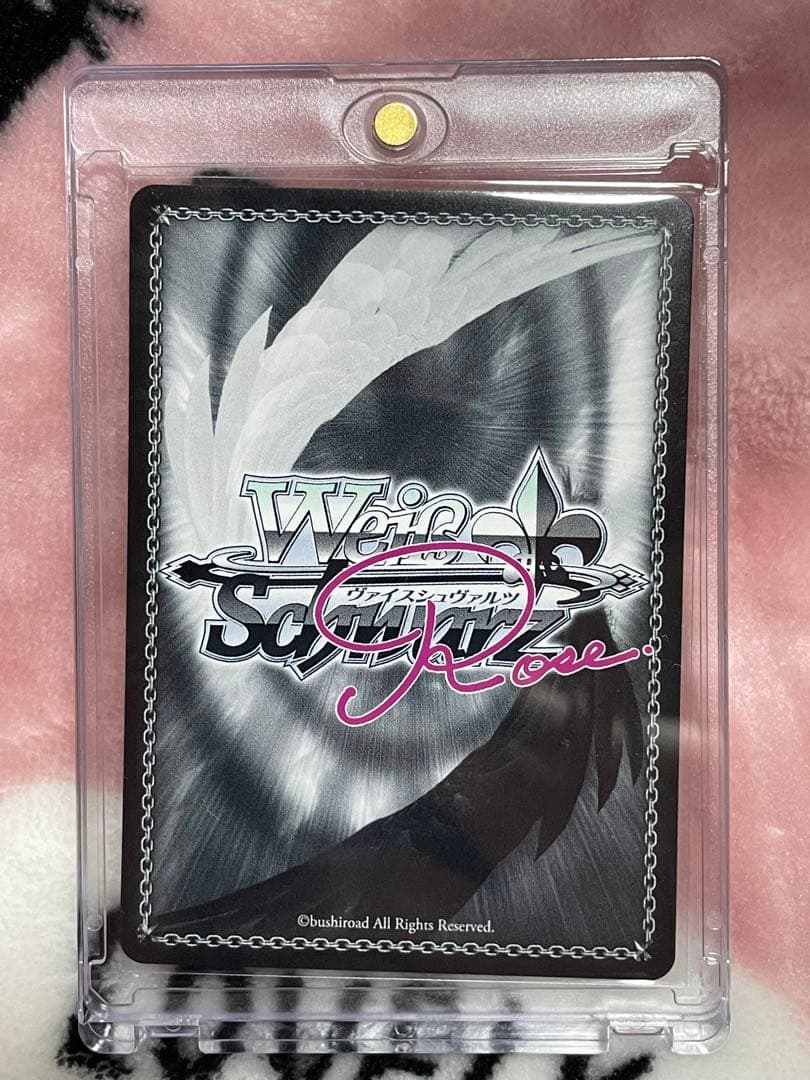 Weiß
ヴァイスシュヴァルツ
Schwarz
Rose.
©bushiroad All Rights Reserved.